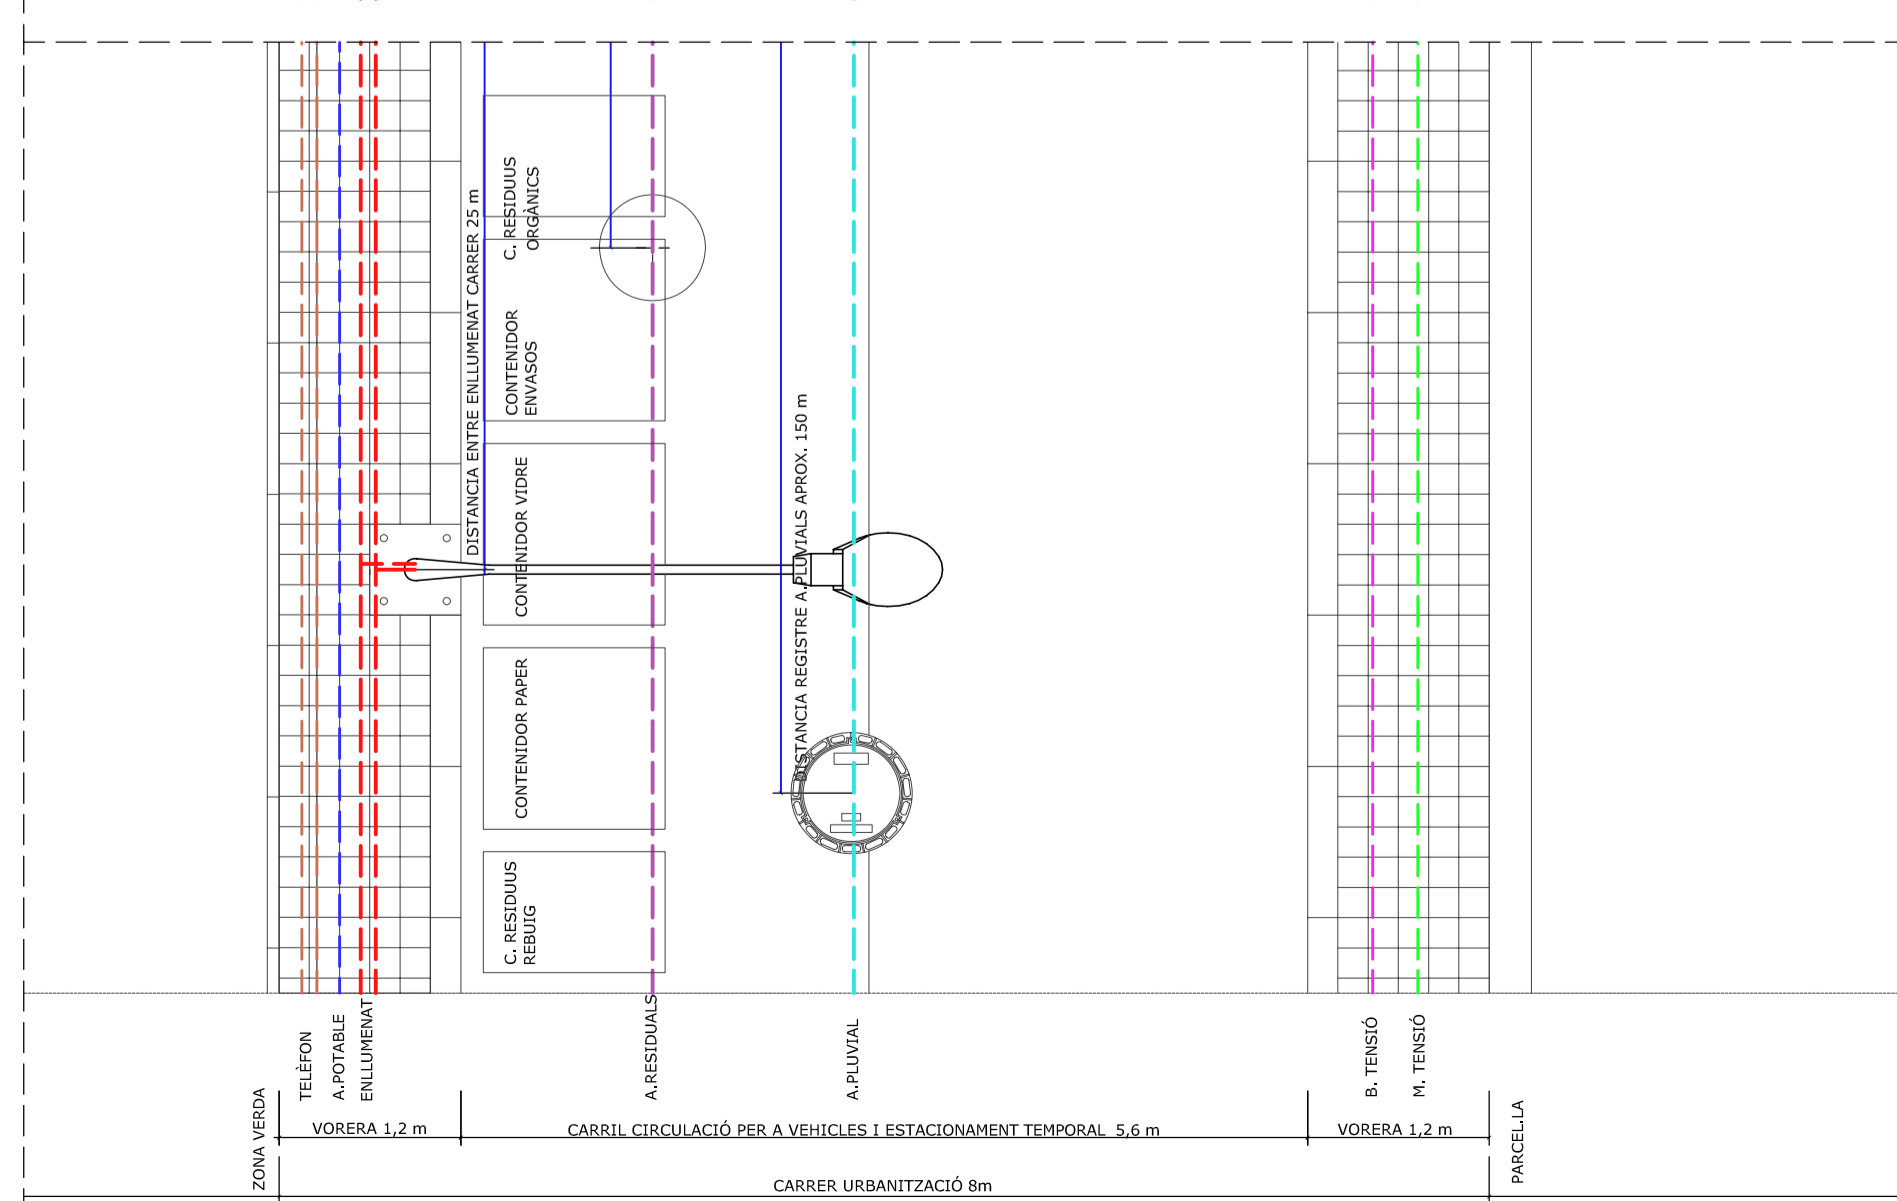 DISTANCIA ENTRE ENLLUMENAT CARRER 25 m
C. RESIDUUS
ORGÀNICS
CONTENIDOR
ENVASOS
CONTENIDOR VIDRE
CONTENIDOR PAPER
C. RESIDUUS
REBUIG
DISTANCIA REGISTRE A.PLUVIALS APROX. 150 m
TELÈFON
A.POTABLE
ENLLUMENAT
A.RESIDUALS
A.PLUVIAL
B. TENSIÓ
M. TENSIÓ
ZONA VERDA
VORERA 1,2 m
CARRIL CIRCULACIÓ PER A VEHICLES I ESTACIONAMENT TEMPORAL 5,6 m
VORERA 1,2 m
PARCEL.LA
CARRER URBANITZACIÓ 8m